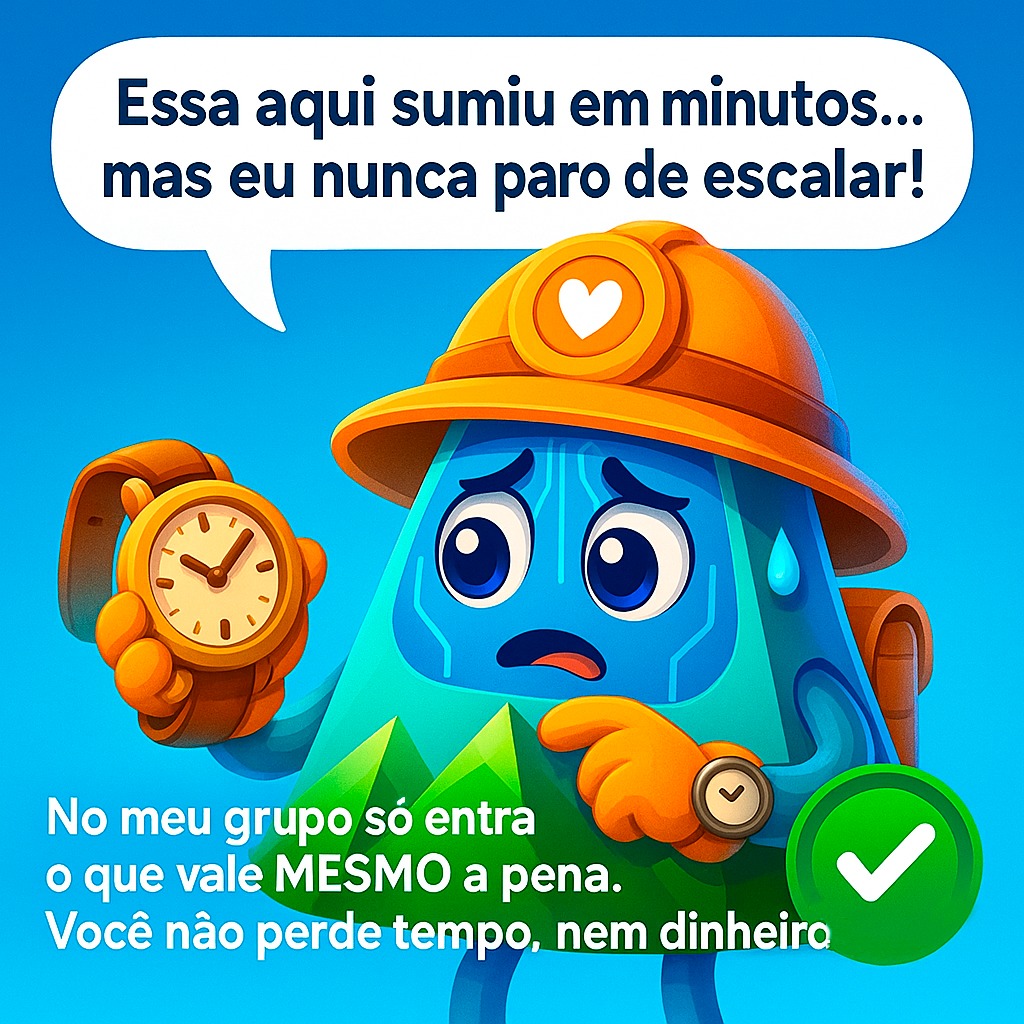 Essa aqui sumiu em minutos...
mas eu nunca paro de escalar!
No meu grupo só entra
o que vale MESMO a pena.
Você não perde tempo, nem dinheiro